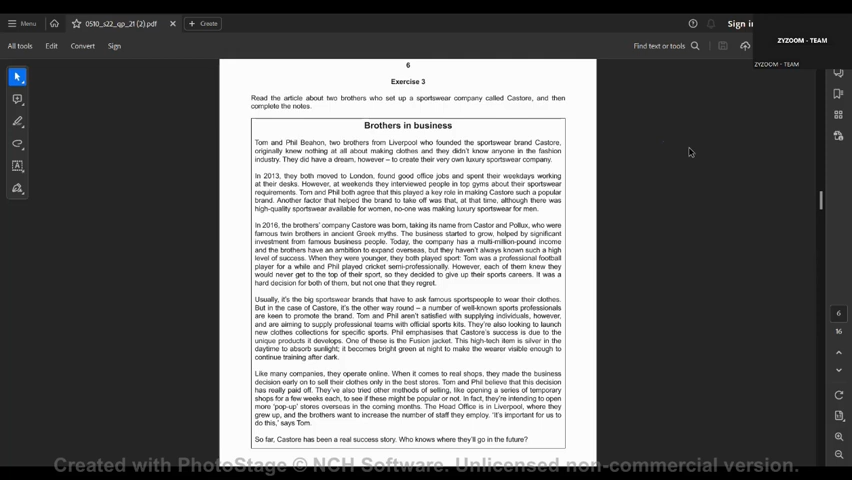 Menu
0510_s22_qp_21 (2).pdf
Create
Sign in
All tools
Edit
Convert
Sign
Find text or tools
ZYZOOM - TEAM
ZYZOOM - TEAM
6
Exercise 3
Read the article about two brothers who set up a sportswear company called Castore, and then
complete the notes.
Brothers in business
Tom and Phil Beahon, two brothers from Liverpool who founded the sportswear brand Castore,
originally knew nothing at all about making clothes and they didn't know anyone in the fashion
industry. They did have a dream, however – to create their very own luxury sportswear company.
In 2013, they both moved to London, found good office jobs and spent their weekdays working
at their desks. However, at weekends they interviewed people in top gyms about their sportswear
requirements. Tom and Phil both agree that this played a key role in making Castore such a popular
brand. Another factor that helped the brand to take off was that, at that time, although there was
high-quality sportswear available for women, no-one was making luxury sportswear for men.
In 2016, the brothers' company Castore was born, taking its name from Castor and Pollux, who were
famous twin brothers in ancient Greek myths. The business started to grow, helped by significant
investment from famous business people. Today, the company has a multi-million-pound income
and the brothers have an ambition to expand overseas, but they haven't always known such a high
level of success. When they were younger, they both played sport: Tom was a professional football
player for a while and Phil played cricket semi-professionally. However, each of them knew they
would never get to the top of their sport, so they decided to give up their sports careers. It was a
hard decision for both of them, but not one that they regret.
Usually, it's the big sportswear brands that have to ask famous sportspeople to wear their clothes.
But in the case of Castore, it's the other way round – a number of well-known sports professionals
are keen to promote the brand. Tom and Phil aren't satisfied with supplying individuals, however,
and are aiming to supply professional teams with official sports kits. They're also looking to launch
new clothes collections for specific sports. Phil emphasises that Castore's success is due to the
unique products it develops. One of these is the Fusion jacket. This high-tech item is silver in the
daytime to absorb sunlight; it becomes bright green at night to make the wearer visible enough to
continue training after dark.
Like many companies, they operate online. When it comes to real shops, they made the business
decision early on to sell their clothes only in the best stores. Tom and Phil believe that this decision
has really paid off. They've also tried other methods of selling, like opening a series of temporary
shops for a few weeks each, to see if these might be popular or not. In fact, they're intending to open
more 'pop-up' stores overseas in the coming months. The Head Office is in Liverpool, where they
grew up, and the brothers want to increase the number of staff they employ. 'It's important for us to
do this,' says Tom.
So far, Castore has been a real success story. Who knows where they'll go in the future?
6
16
Created with PhotoStage © NCH Software. Unlicensed non-commercial version.